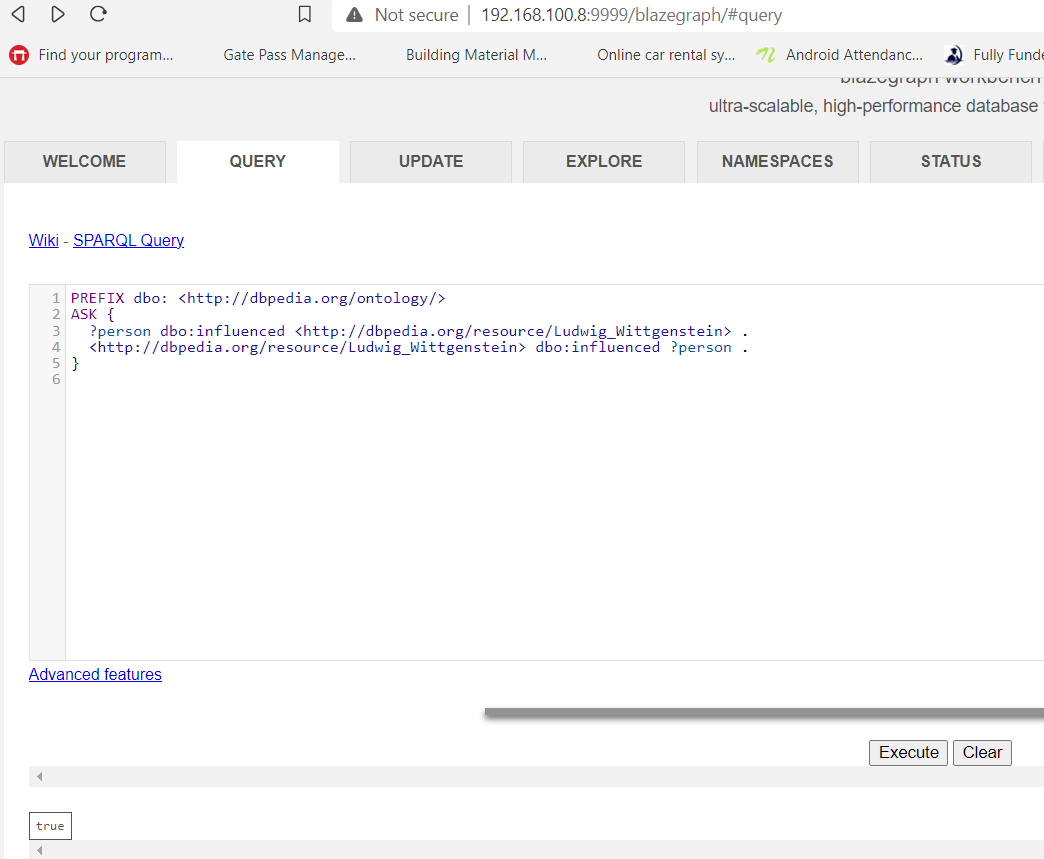 Not secure | 192.168.100.8:9999/blazegraph/#query
Find your program... Gate Pass Manage... Building Material M... Online car rental sy... Android Attendanc... Fully Funde
blazegraph workbench
ultra-scalable, high-performance database
WELCOME QUERY UPDATE EXPLORE NAMESPACES STATUS
Wiki - SPARQL Query
1 PREFIX dbo: <http://dbpedia.org/ontology/>
2 ASK {
3 ?person dbo:influenced <http://dbpedia.org/resource/Ludwig_Wittgenstein> .
4 <http://dbpedia.org/resource/Ludwig_Wittgenstein> dbo:influenced ?person .
5 }
6
Advanced features
Execute Clear
true